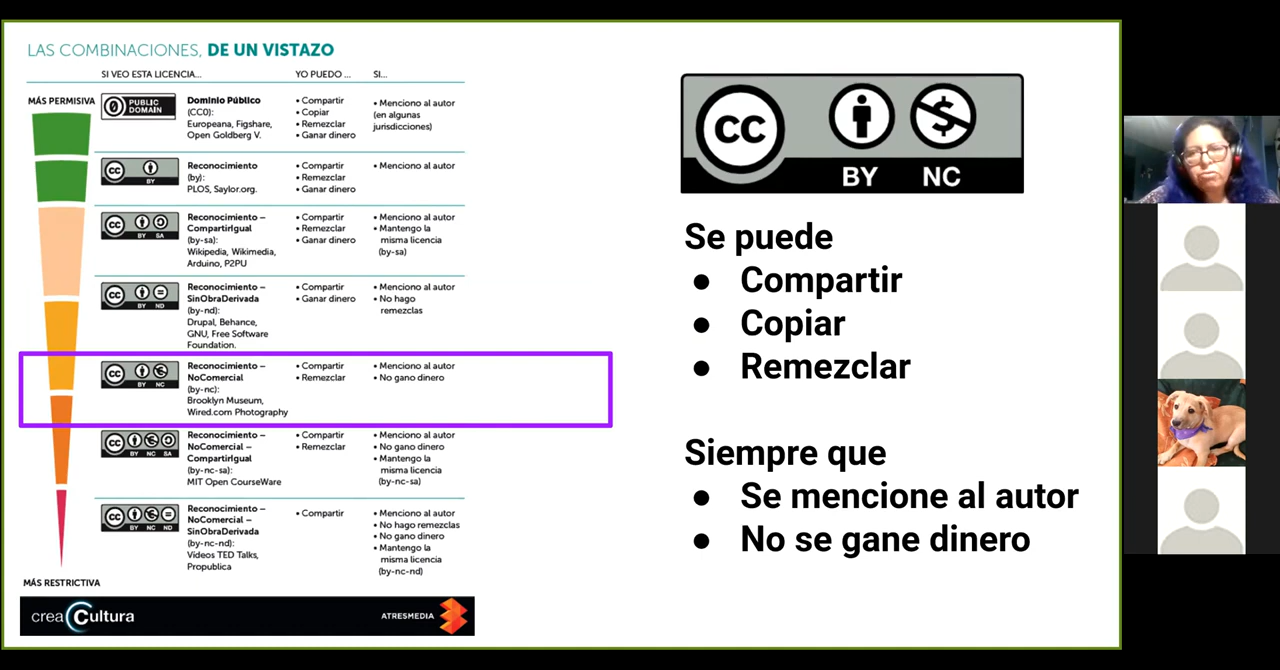 LAS COMBINACIONES, DE UN VISTAZO
SI VEO ESTA LICENCIA... YO PUEDO ... SI...
MÁS PERMISIVA
PUBLIC
DOMAIN
Dominio Público
(CC0):
Europeana, Figshare,
Open Goldberg V.
• Compartir
• Copiar
• Remezclar
• Ganar dinero
• Menciono al autor
(en algunas
jurisdicciones)
CC
BY
Reconocimiento
(by):
PLOS, Saylor.org.
• Compartir
• Remezclar
• Ganar dinero
• Menciono al autor
CC
BY SA
Reconocimiento –
CompartirIgual
(by-sa):
Wikipedia, Wikimedia,
Arduino, P2PU
• Compartir
• Remezclar
• Ganar dinero
• Menciono al autor
• Mantengo la
misma licencia
(by-sa)
CC
BY ND
Reconocimiento –
SinObraDerivada
(by-nd):
Drupal, Behance,
GNU, Free Software
Foundation.
• Compartir
• Ganar dinero
• Menciono al autor
• No hago
remezclas
CC
BY NC
Reconocimiento –
NoComercial
(by-nc):
Brooklyn Museum,
Wired.com Photography
• Compartir
• Remezclar
• Menciono al autor
• No gano dinero
CC
BY NC SA
Reconocimiento –
NoComercial –
CompartirIgual
(by-nc-sa):
MIT Open CourseWare
• Compartir
• Remezclar
• Menciono al autor
• No gano dinero
• Mantengo la
misma licencia
(by-nc-sa)
CC
BY NC ND
Reconocimiento –
NoComercial –
SinObraDerivada
(by-nc-nd):
Videos TED Talks,
Propublica
• Compartir
• Menciono al autor
• No hago remezclas
• No gano dinero
• Mantengo la
misma licencia
(by-nc-nd)
MÁS RESTRICTIVA
crea Cultura
ATRESMEDIA
CC
BY NC
Se puede
● Compartir
● Copiar
● Remezclar
Siempre que
● Se mencione al autor
● No se gane dinero